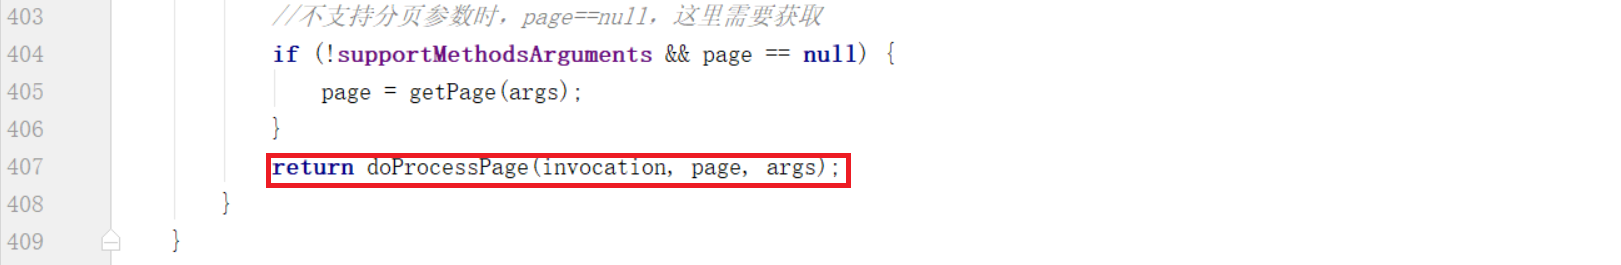 403 //不支持分页参数时，page==null，这里需要获取
404 if (!supportMethodsArguments && page == null) {
405 page = getPage(args);
406 }
407 return doProcessPage(invocation, page, args);
408 }
409 }